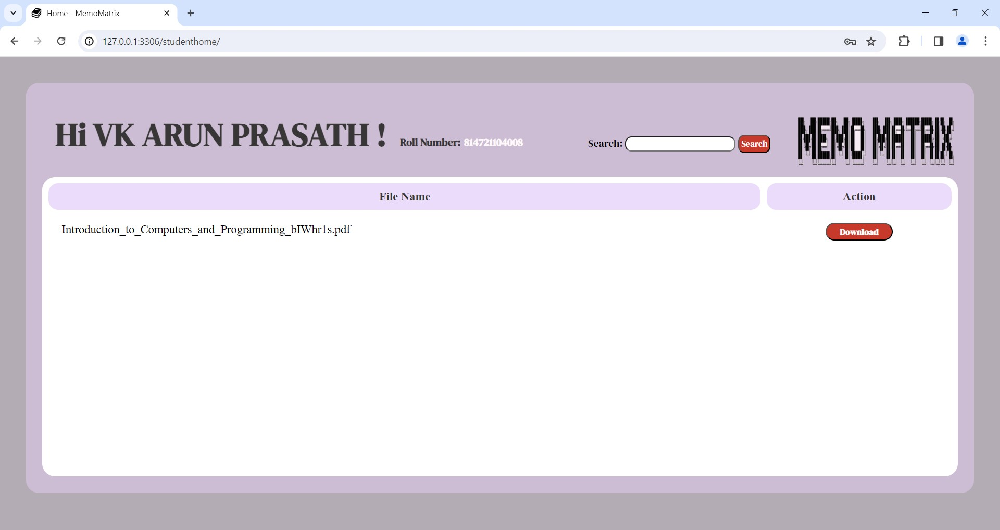 Home - MemoMatrix
127.0.0.1:3306/studenthome/
Hi VK ARUN PRASATH !
Roll Number: 814721104008
Search:
Search
MEMO MATRIX
File Name
Action
Introduction_to_Computers_and_Programming_bIWhr1s.pdf
Download